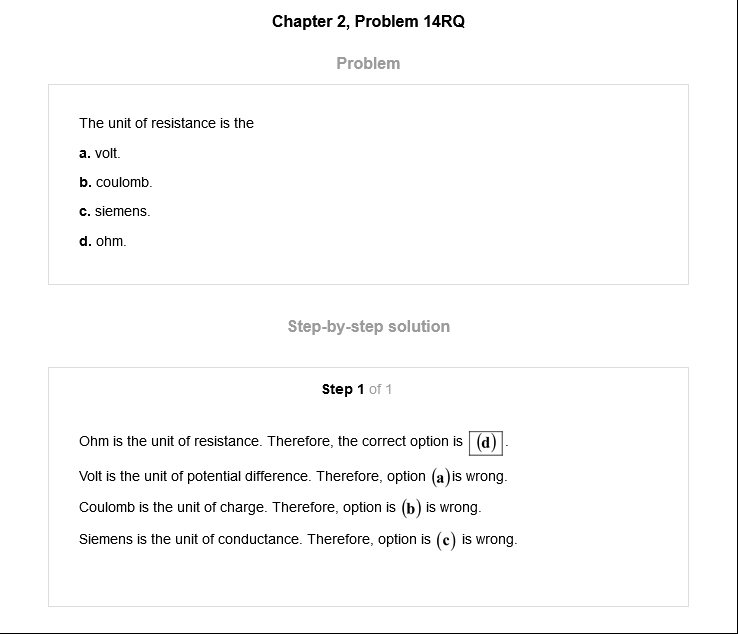 Chapter 2, Problem 14RQ
Problem
The unit of resistance is the
a. volt.
b. coulomb.
c. siemens.
d. ohm.
Step-by-step solution
Step 1 of 1
Ohm is the unit of resistance. Therefore, the correct option is (d).
Volt is the unit of potential difference. Therefore, option (a)is wrong.
Coulomb is the unit of charge. Therefore, option is (b) is wrong.
Siemens is the unit of conductance. Therefore, option is (c) is wrong.